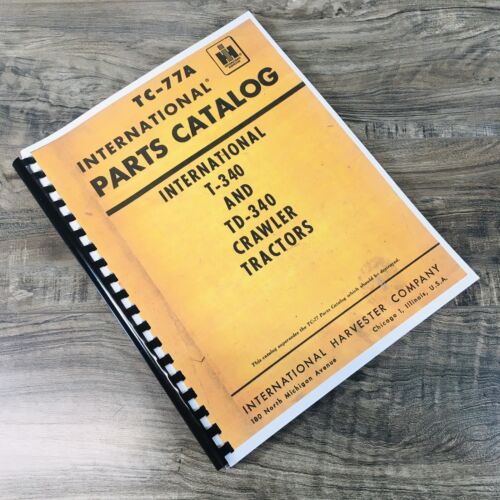 TC-77A
INTERNATIONAL®
PARTS CATALOG
INTERNATIONAL
T-340
AND
TD-340
CRAWLER
TRACTORS
This catalog supersedes the TC-77 Parts Catalog which should be destroyed.
INTERNATIONAL HARVESTER COMPANY
180 North Michigan Avenue
Chicago 1, Illinois, U.S.A.